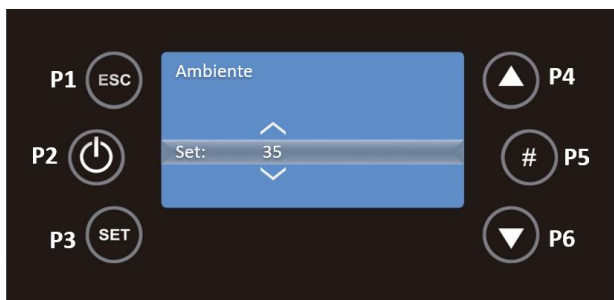 Ambiente
P1 ESC
P4
P2
Set: 35
# P5
P3 SET
P6